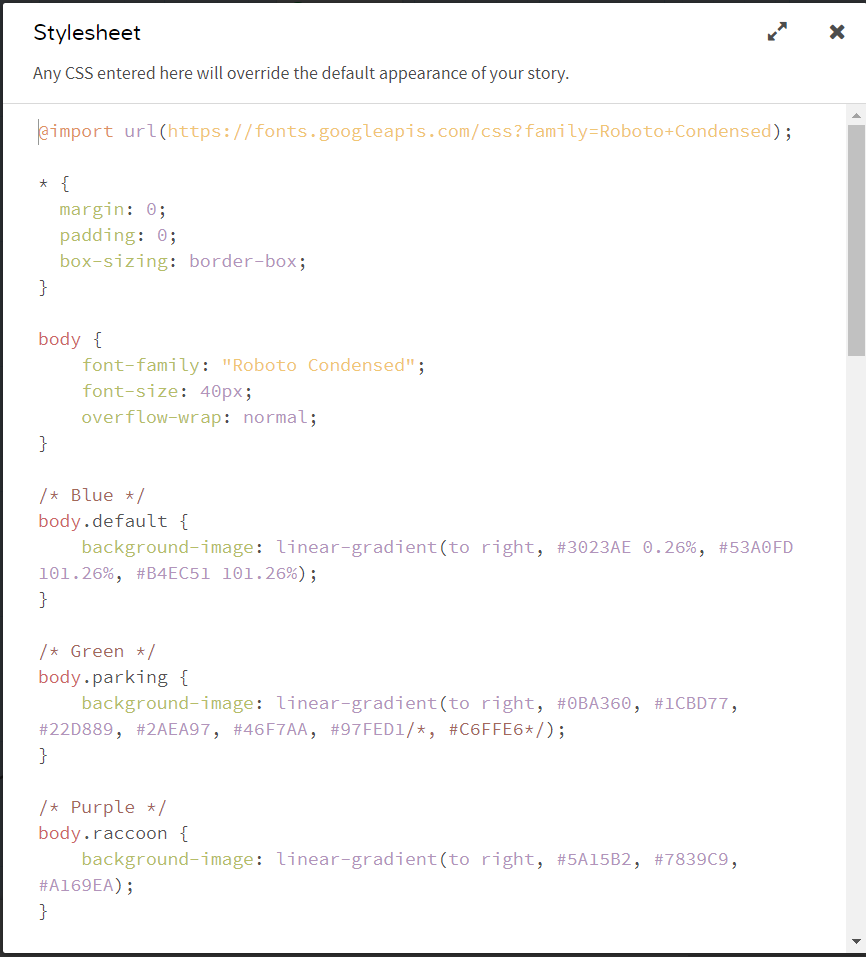 Stylesheet
Any CSS entered here will override the default appearance of your story.
@import url(https://fonts.googleapis.com/css?family=Roboto+Condensed);
* {
margin: 0;
padding: 0;
box-sizing: border-box;
}
body {
font-family: "Roboto Condensed";
font-size: 40px;
overflow-wrap: normal;
}
/* Blue */
body.default {
background-image: linear-gradient(to right, #3023AE 0.26%, #53A0FD
101.26%, #B4EC51 101.26%);
}
/* Green */
body.parking {
background-image: linear-gradient(to right, #0BA360, #1CBD77,
#22D889, #2AEA97, #46F7AA, #97FED1/*, #C6FFE6*/);
}
/* Purple */
body.raccoon {
background-image: linear-gradient(to right, #5A15B2, #7839C9,
#A169EA);
}